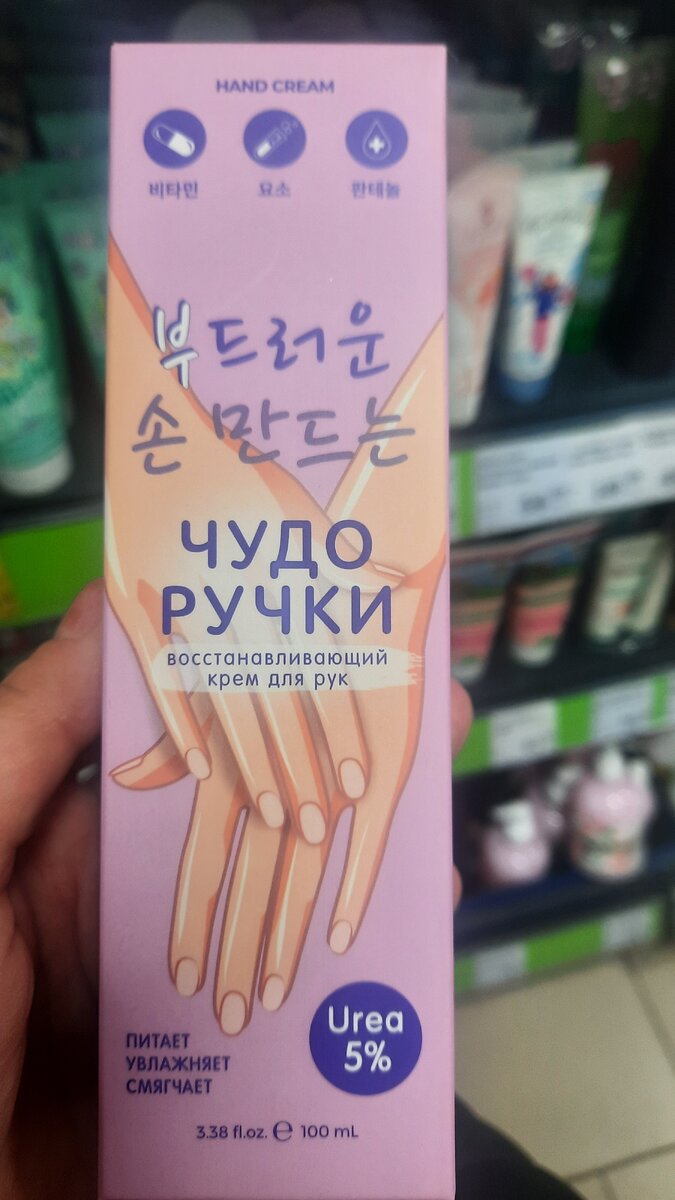 HAND CREAM
비타민 요소 판테놀
부드러운
손 만드는
ЧУДО
РУЧКИ
восстанавливающий
крем для рук
Urea
5%
ПИТАЕТ
УВЛАЖНЯЕТ
СМЯГЧАЕТ
3.38 fl.oz. ℮ 100 mL